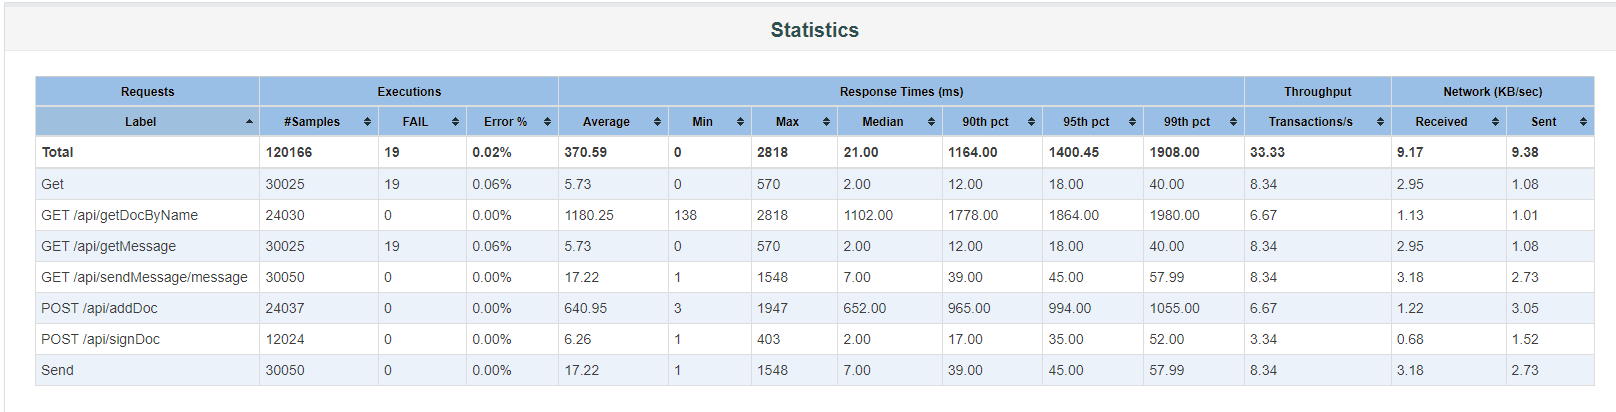 Statistics
Requests Executions Response Times (ms) Throughput Network (KB/sec)
Label #Samples FAIL Error % Average Min Max Median 90th pct 95th pct 99th pct Transactions/s Received Sent
Total 120166 19 0.02% 370.59 0 2818 21.00 1164.00 1400.45 1908.00 33.33 9.17 9.38
Get 30025 19 0.06% 5.73 0 570 2.00 12.00 18.00 40.00 8.34 2.95 1.08
GET /api/getDocByName 24030 0 0.00% 1180.25 138 2818 1102.00 1778.00 1864.00 1980.00 6.67 1.13 1.01
GET /api/getMessage 30025 19 0.06% 5.73 0 570 2.00 12.00 18.00 40.00 8.34 2.95 1.08
GET /api/sendMessage/message 30050 0 0.00% 17.22 1 1548 7.00 39.00 45.00 57.99 8.34 3.18 2.73
POST /api/addDoc 24037 0 0.00% 640.95 3 1947 652.00 965.00 994.00 1055.00 6.67 1.22 3.05
POST /api/signDoc 12024 0 0.00% 6.26 1 403 2.00 17.00 35.00 52.00 3.34 0.68 1.52
Send 30050 0 0.00% 17.22 1 1548 7.00 39.00 45.00 57.99 8.34 3.18 2.73